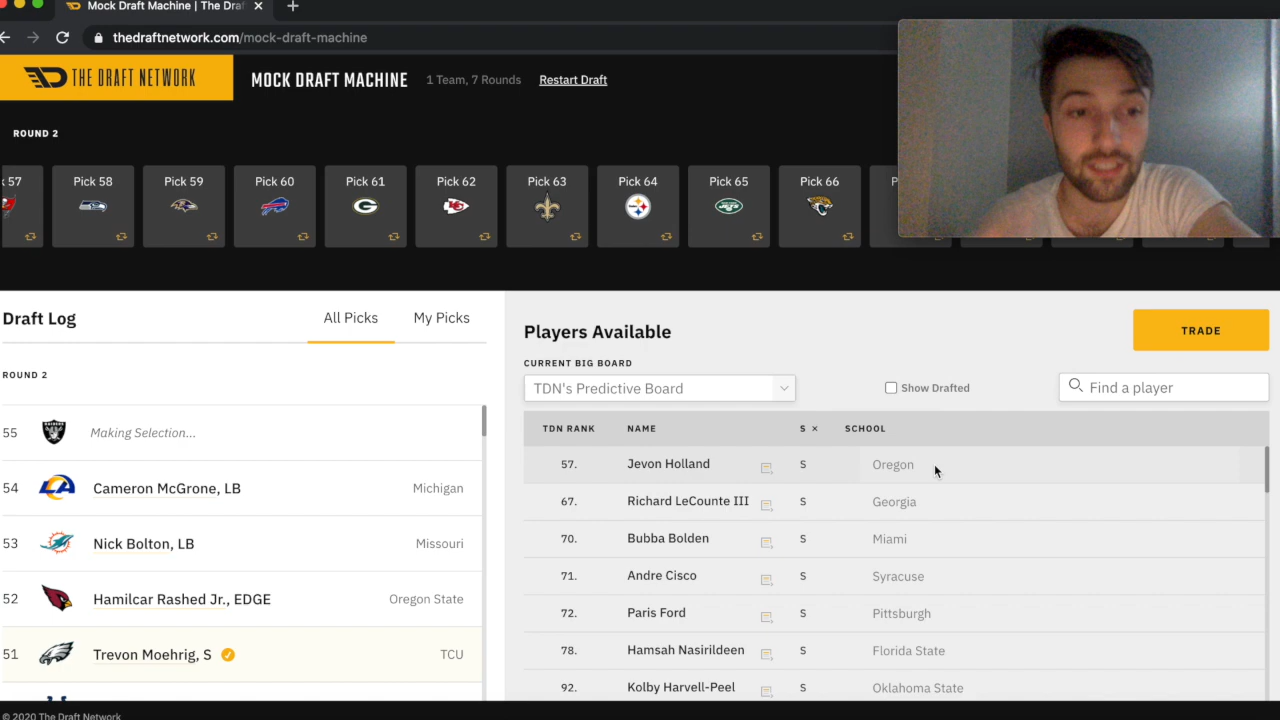 Mock Draft Machine | The Draf
thedraftnetwork.com/mock-draft-machine
THE DRAFT NETWORK
MOCK DRAFT MACHINE
1 Team, 7 Rounds
Restart Draft
ROUND 2
57 Pick 58 Pick 59 Pick 60 Pick 61 Pick 62 Pick 63 Pick 64 Pick 65 Pick 66 P
Draft Log
All Picks
My Picks
ROUND 2
55 RAIDERS Making Selection...
54 Cameron McGrone, LB Michigan
53 Nick Bolton, LB Missouri
52 Hamilcar Rashed Jr., EDGE Oregon State
51 Trevon Moehrig, S TCU
Players Available
TRADE
CURRENT BIG BOARD
TDN's Predictive Board
Show Drafted
Find a player
TDN RANK NAME S × SCHOOL
57. Jevon Holland S Oregon
67. Richard LeCounte III S Georgia
70. Bubba Bolden S Miami
71. Andre Cisco S Syracuse
72. Paris Ford S Pittsburgh
78. Hamsah Nasirildeen S Florida State
92. Kolby Harvell-Peel S Oklahoma State
© 2020 The Draft Network